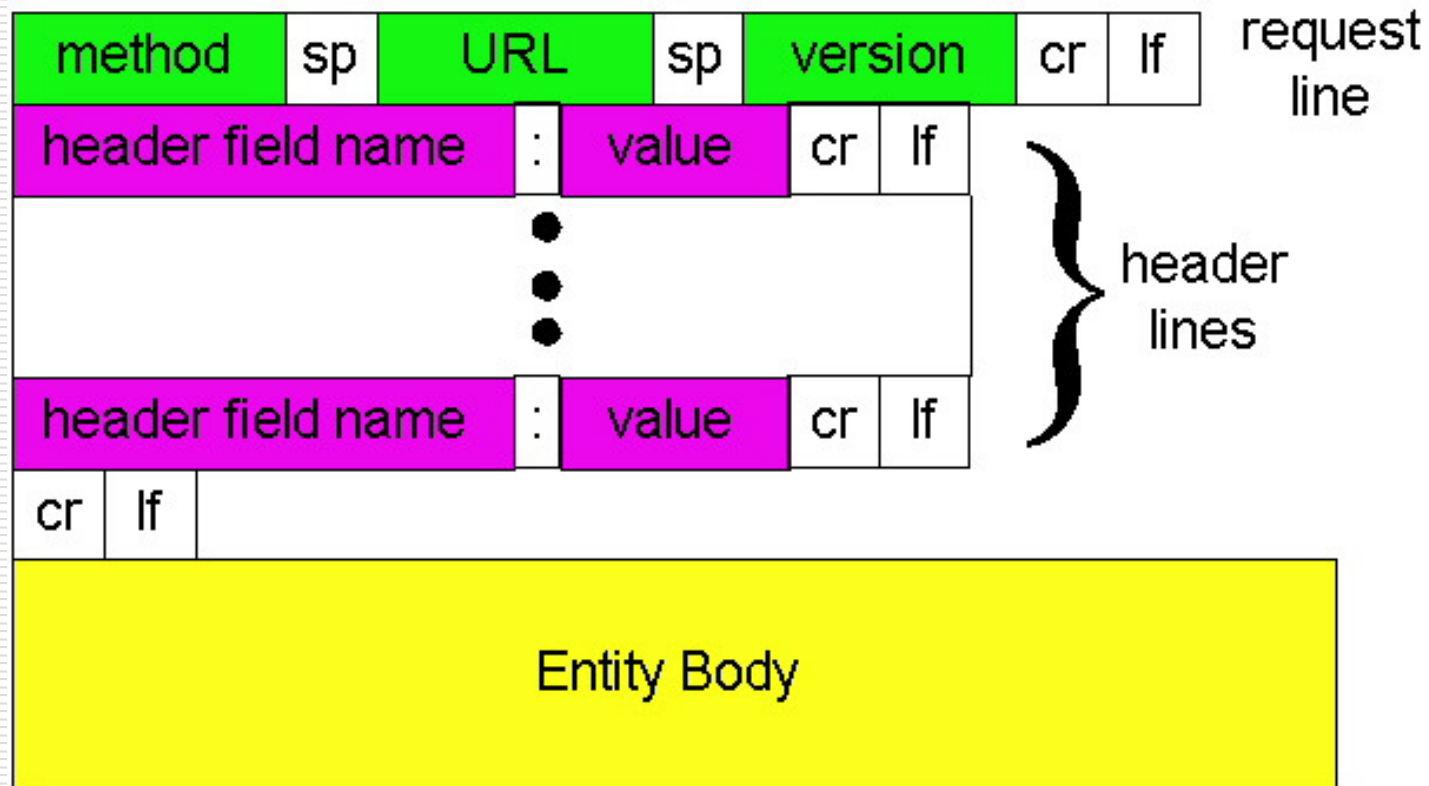 method sp URL sp version cr lf
request
line
header field name : value cr lf
header
lines
header field name : value cr lf
cr lf
Entity Body